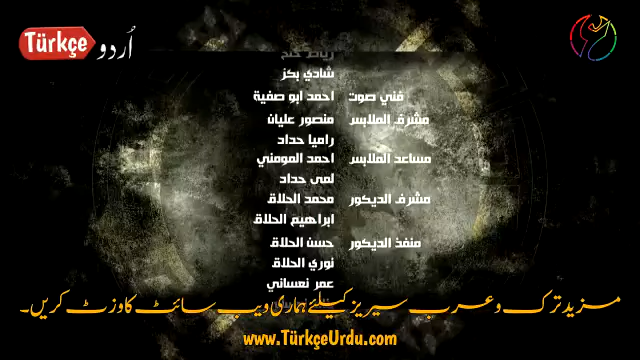 Türkçe اُردو
شادي بكر
فني صوت احمد ابو صفية
مشرف الملابس منصور عليان
راميا حداد
مساعد الملابس احمد المومني
لمى حداد
مشرف الديكور محمد الحلاق
ابراهيم الحلاق
منفذ الديكور حسن الحلاق
نوري الحلاق
عمر نعساني
مزید ترک و عرب سیریز کیلئے ہماری ویب سائٹ کا وزٹ کریں۔
www.TürkçeUrdu.com